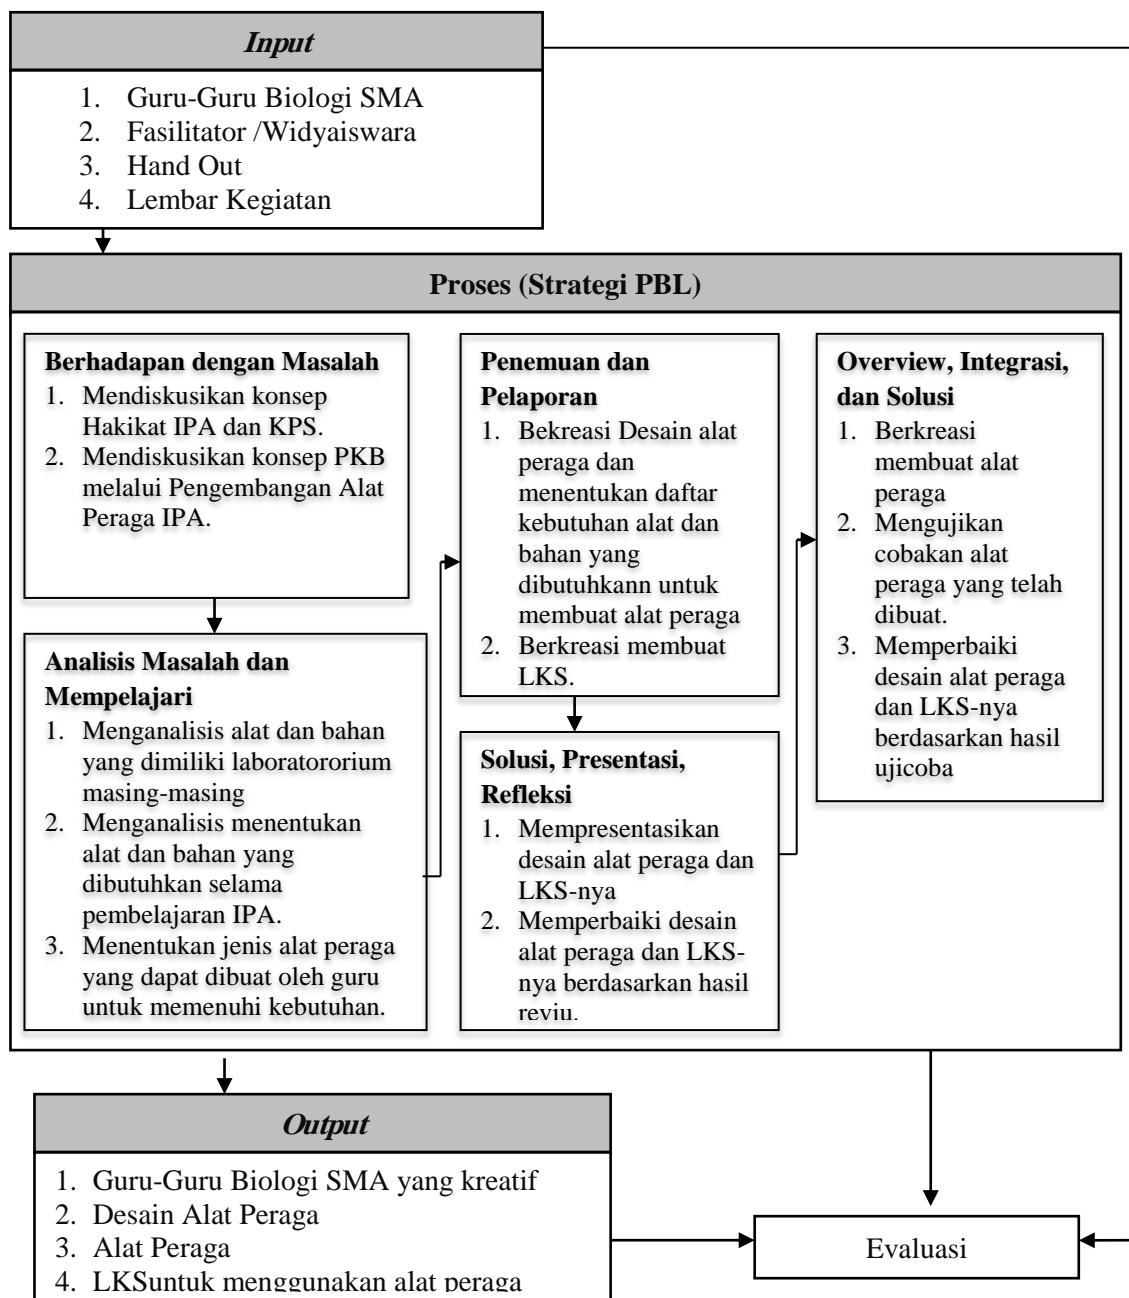 Input
1. Guru-Guru Biologi SMA
2. Fasilitator /Widyaiswara
3. Hand Out
4. Lembar Kegiatan
Proses (Strategi PBL)
Berhadapan dengan Masalah
1. Mendiskusikan konsep
Hakikat IPA dan KPS.
2. Mendiskusikan konsep PKB
melalui Pengembangan Alat
Peraga IPA.
Analisis Masalah dan
Mempelajari
1. Menganalisis alat dan bahan
yang dimiliki laboratororium
masing-masing
2. Menganalisis menentukan
alat dan bahan yang
dibutuhkan selama
pembelajaran IPA.
3. Menentukan jenis alat peraga
yang dapat dibuat oleh guru
untuk memenuhi kebutuhan.
Penemuan dan
Pelaporan
1. Bekreasi Desain alat
peraga dan
menentukan daftar
kebutuhan alat dan
bahan yang
dibutuhkann untuk
membuat alat peraga
2. Berkreasi membuat
LKS.
Solusi, Presentasi,
Refleksi
1. Mempresentasikan
desain alat peraga dan
LKS-nya
2. Memperbaiki desain
alat peraga dan LKS-
nya berdasarkan hasil
reviu.
Overview, Integrasi,
dan Solusi
1. Berkreasi
membuat alat
peraga
2. Mengujikan
cobakan alat
peraga yang telah
dibuat.
3. Memperbaiki
desain alat peraga
dan LKS-nya
berdasarkan hasil
ujicoba
Output
1. Guru-Guru Biologi SMA yang kreatif
2. Desain Alat Peraga
3. Alat Peraga
4. LKSuntuk menggunakan alat peraga
Evaluasi